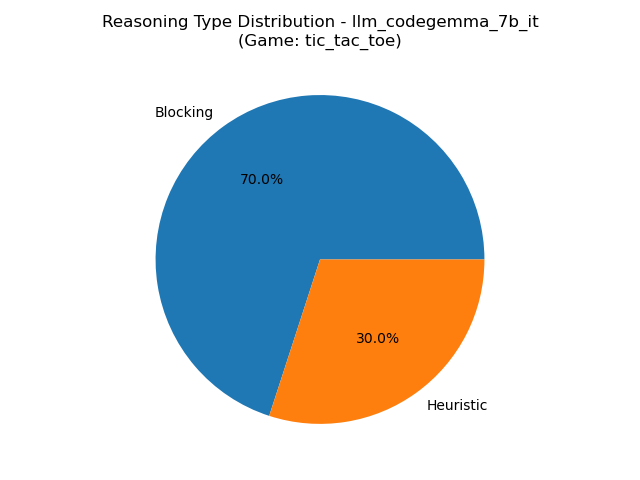 Reasoning Type Distribution - llm_codegemma_7b_it
(Game: tic_tac_toe)
Blocking
70.0%
30.0%
Heuristic